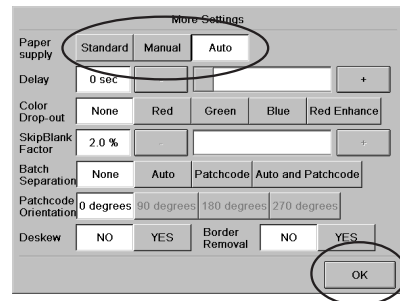 More Settings
Paper supply Standard Manual Auto
Delay 0 sec - +
Color Drop-out None Red Green Blue Red Enhance
SkipBlank Factor 2.0 % - +
Batch Separation None Auto Patchcode Auto and Patchcode
Patchcode Orientation 0 degrees 90 degrees 180 degrees 270 degrees
Deskew NO YES Border Removal NO YES
OK